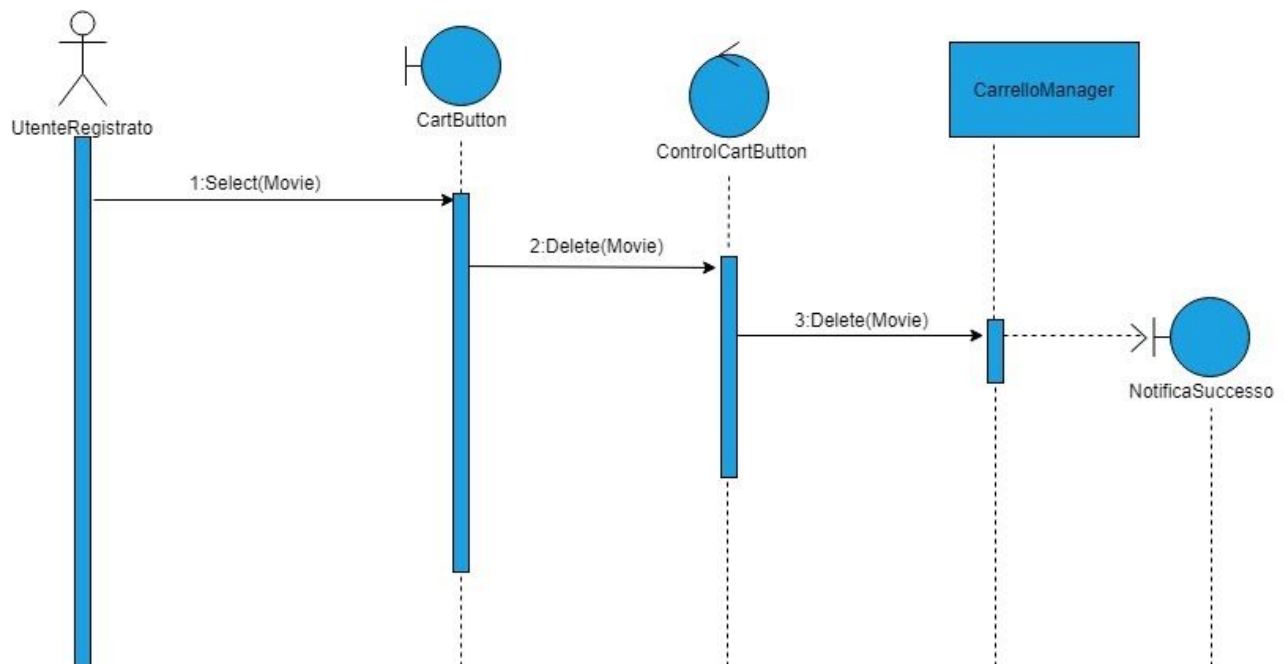 UtenteRegistrato
CartButton
ControlCartButton
CarrelloManager
1:Select(Movie)
2:Delete(Movie)
3:Delete(Movie)
NotificaSuccesso